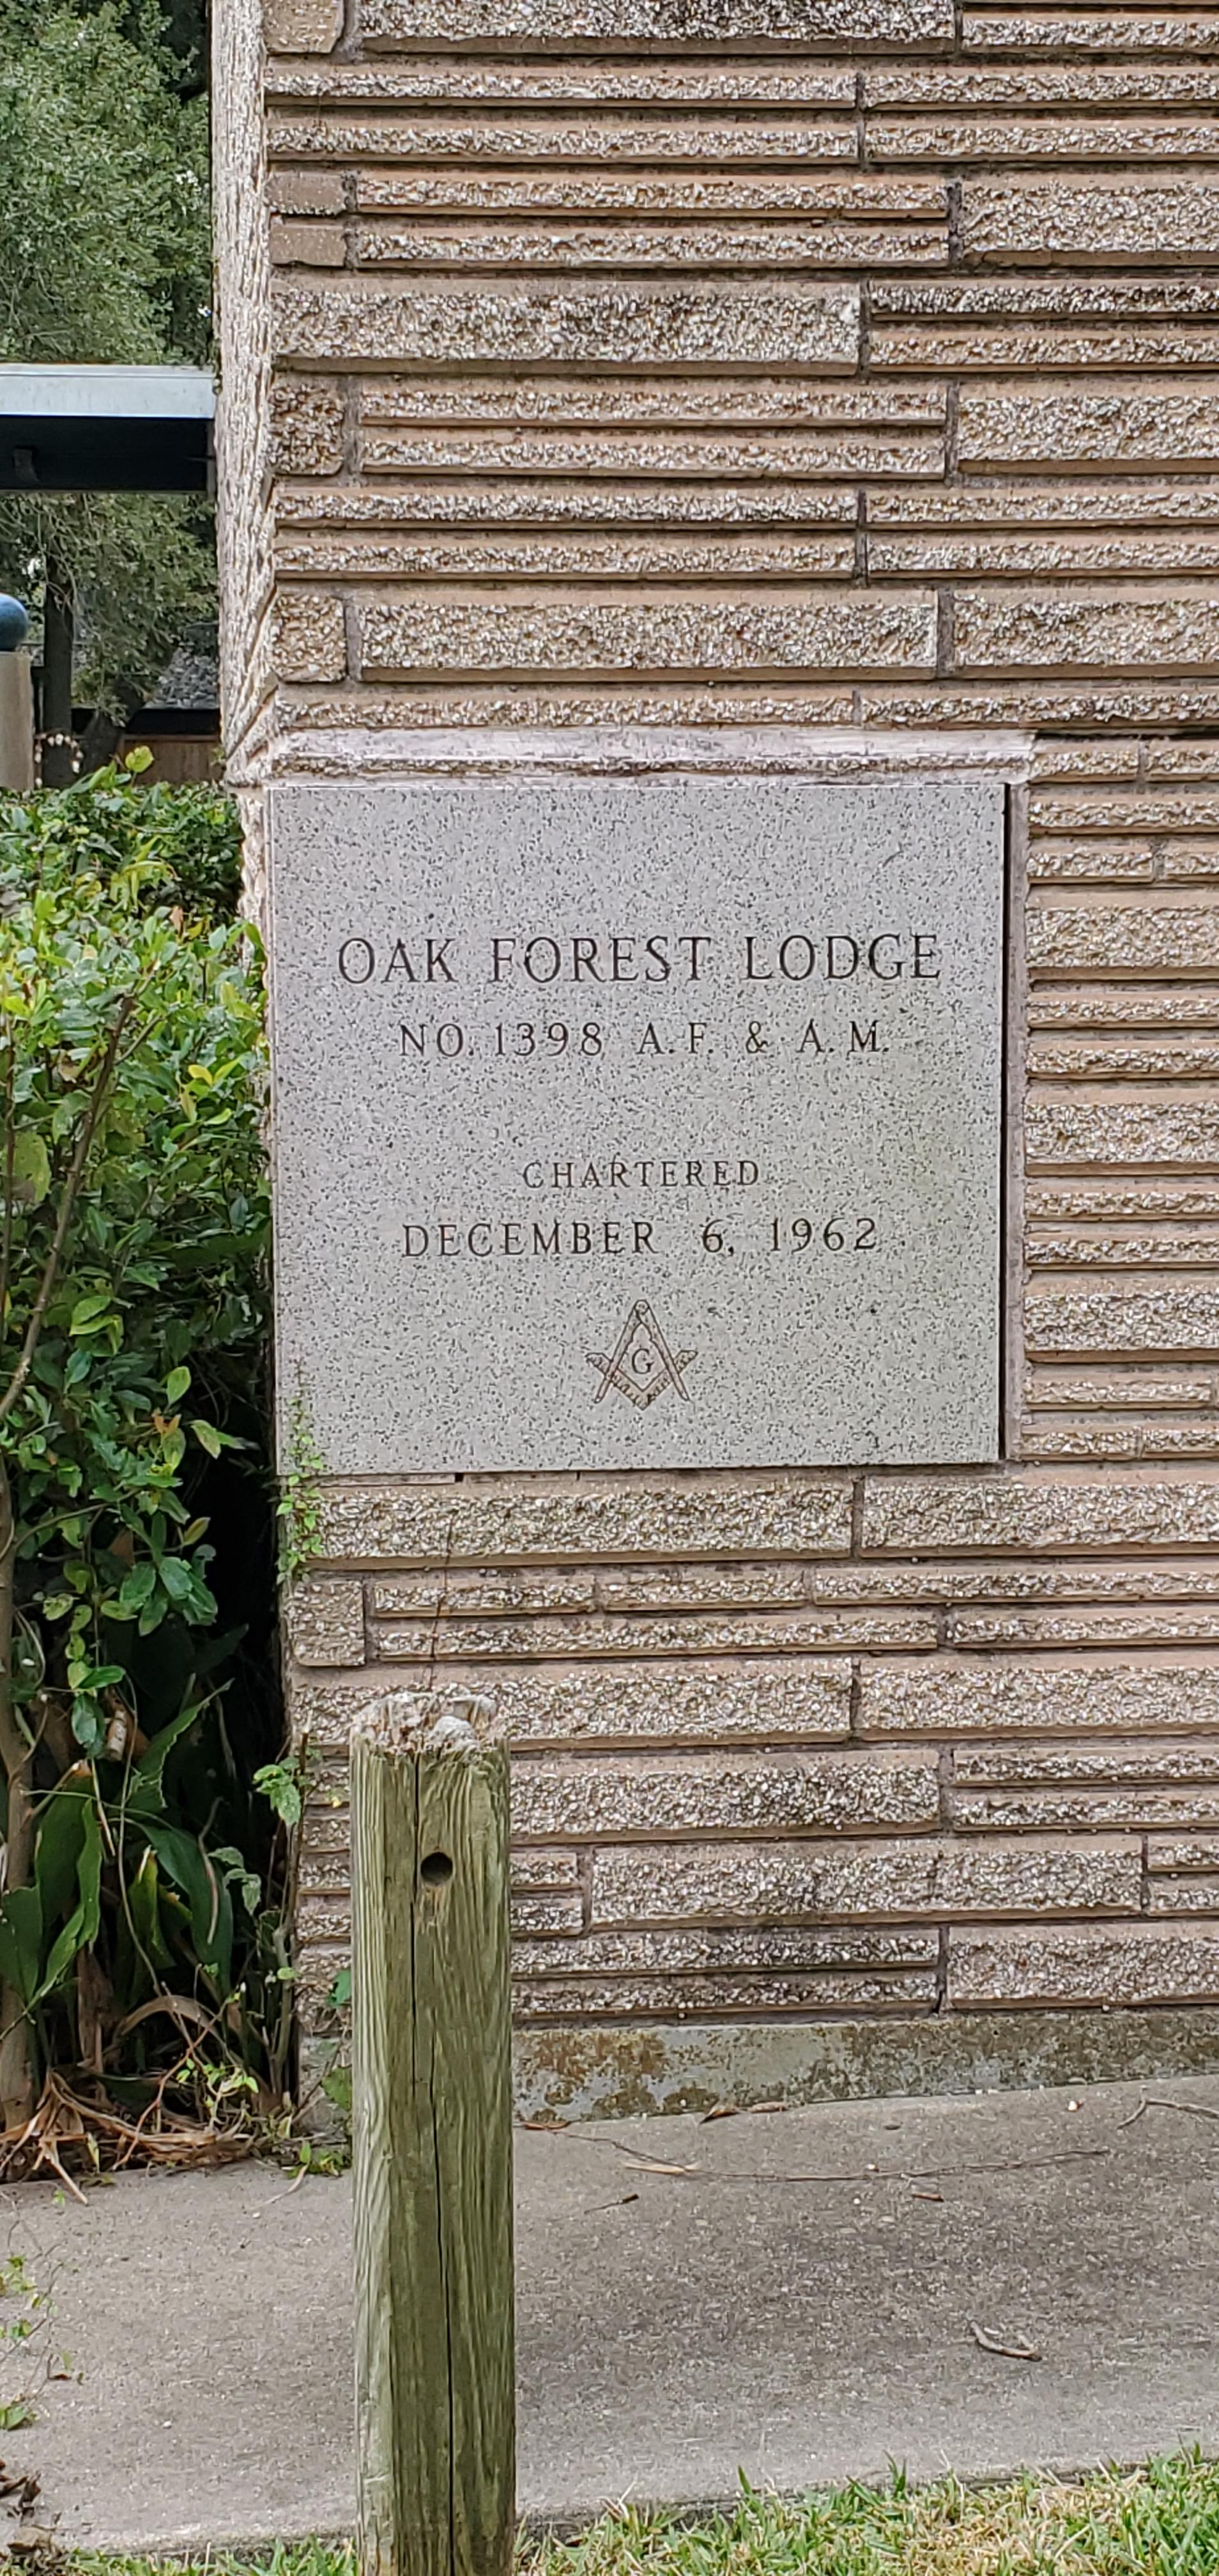 OAK FOREST LODGE
NO. 1398 A.F. & A.M.
CHARTERED
DECEMBER 6, 1962
G